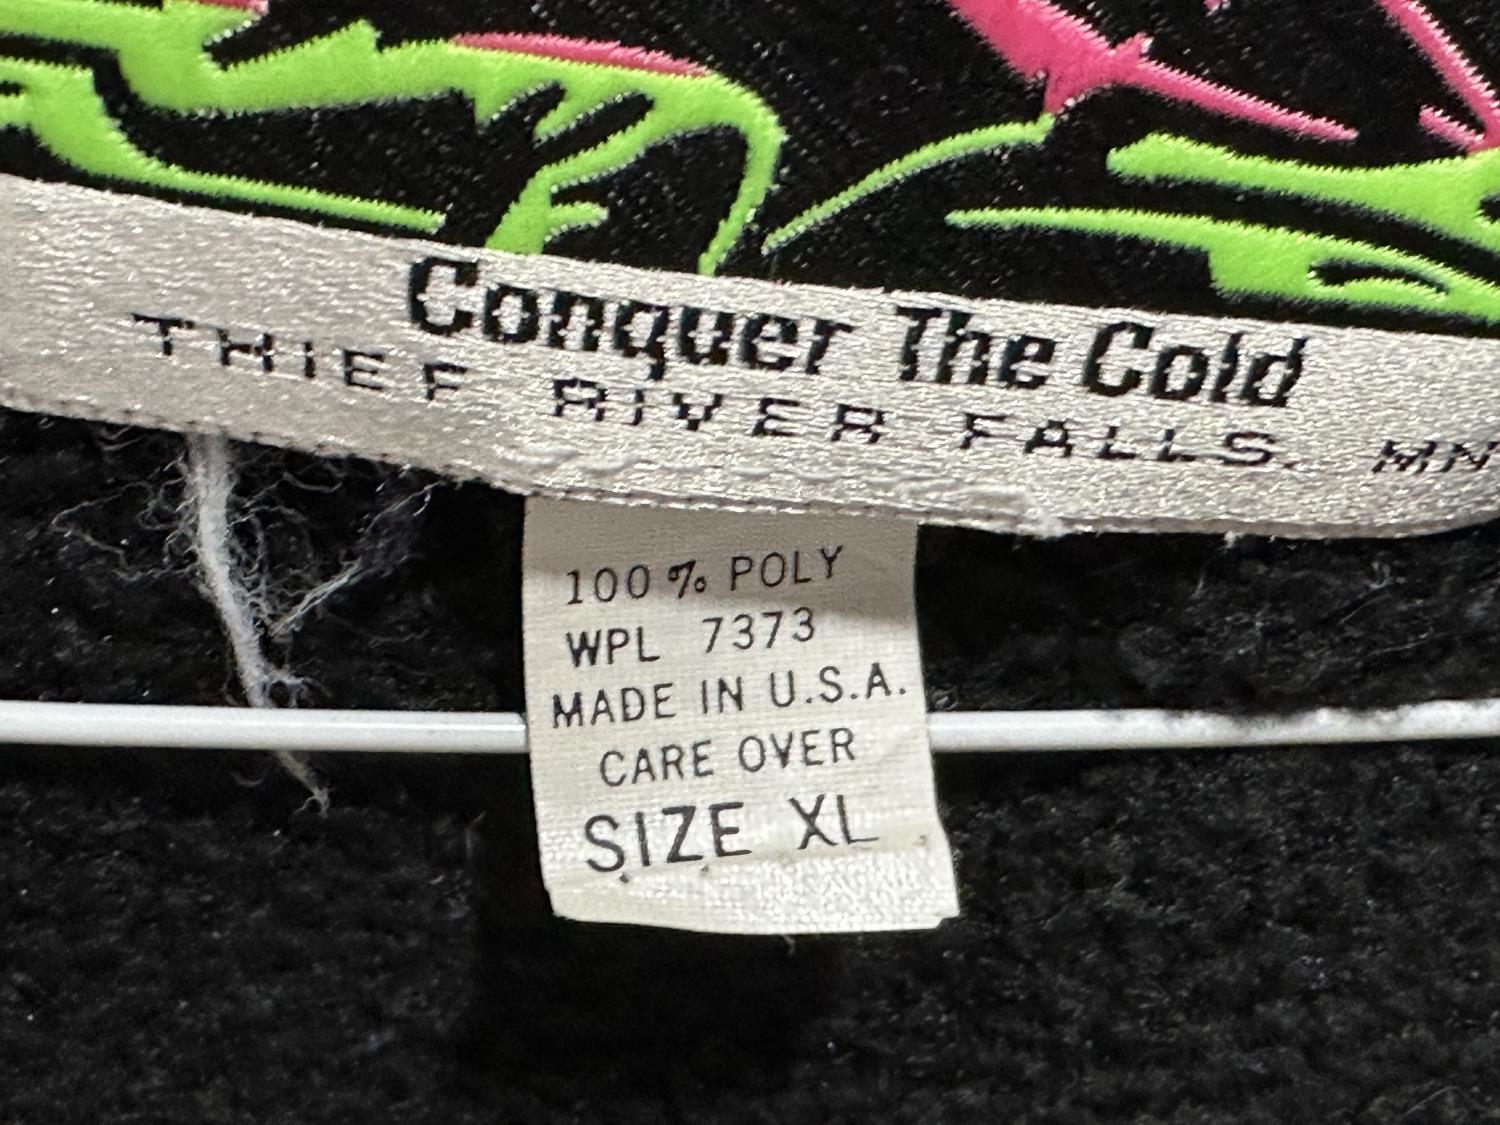 Conquer The Cold
THIEF RIVER FALLS. MN
100% POLY
WPL 7373
MADE IN U.S.A.
CARE OVER
SIZE XL